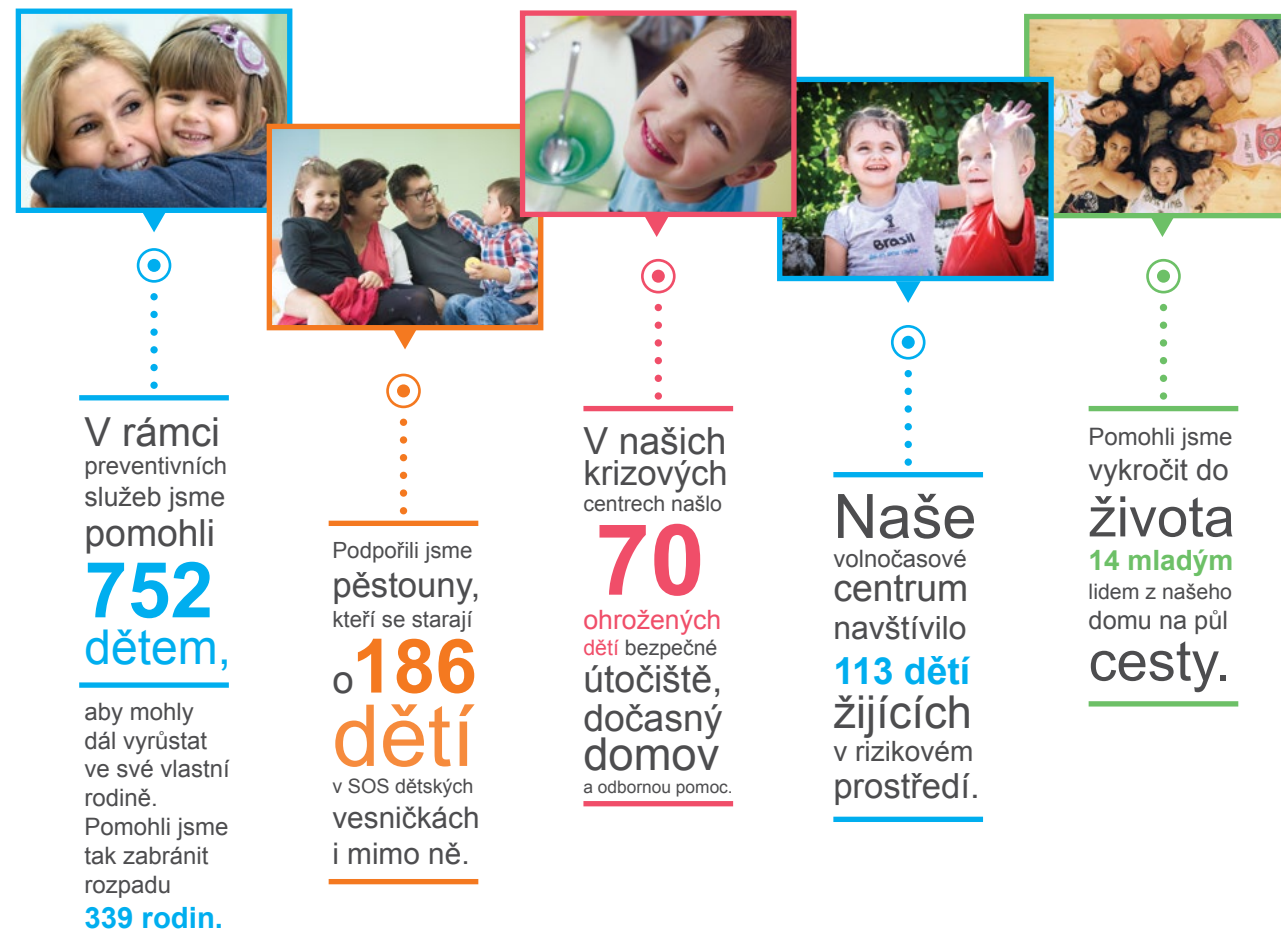 V rámci
preventivních
služeb jsme
pomohli
752
dětem,
aby mohly
dál vyrůstat
ve své vlastní
rodině.
Pomohli jsme
tak zabránit
rozpadu
339 rodin.
Podpořili jsme
pěstouny,
kteří se starají
o 186
dětí
v SOS dětských
vesničkách
i mimo ně.
V našich
krizových
centrech našlo
70
ohrožených
dětí bezpečné
útočiště,
dočasný
domov
a odbornou pomoc.
Brasil
Naše
volnočasové
centrum
navštívilo
113 dětí
žijících
v rizikovém
prostředí.
Pomohli jsme
vykročit do
života
14 mladým
lidem z našeho
domu na půl
cesty.